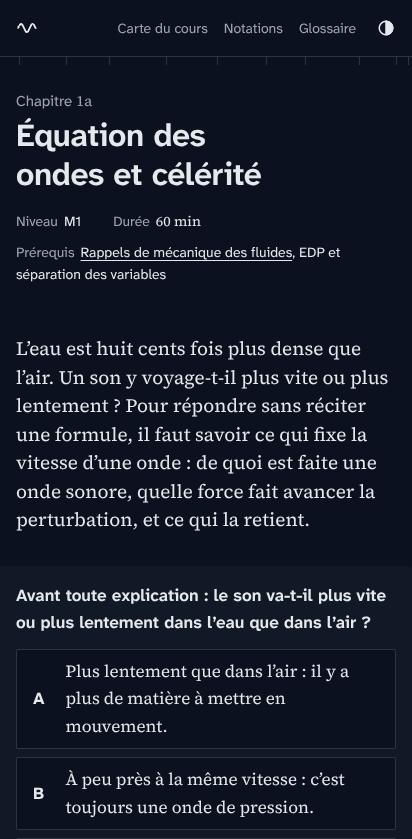 Carte du cours Notations Glossaire
Chapitre 1a
Équation des
ondes et célérité
Niveau M1 Durée 60 min
Prérequis Rappels de mécanique des fluides, EDP et
séparation des variables
L’eau est huit cents fois plus dense que
l’air. Un son y voyage-t-il plus vite ou plus
lentement ? Pour répondre sans réciter
une formule, il faut savoir ce qui fixe la
vitesse d’une onde : de quoi est faite une
onde sonore, quelle force fait avancer la
perturbation, et ce qui la retient.
Avant toute explication : le son va-t-il plus vite
ou plus lentement dans l’eau que dans l’air ?
A
Plus lentement que dans l’air : il y a
plus de matière à mettre en
mouvement.
B
À peu près à la même vitesse : c’est
toujours une onde de pression.